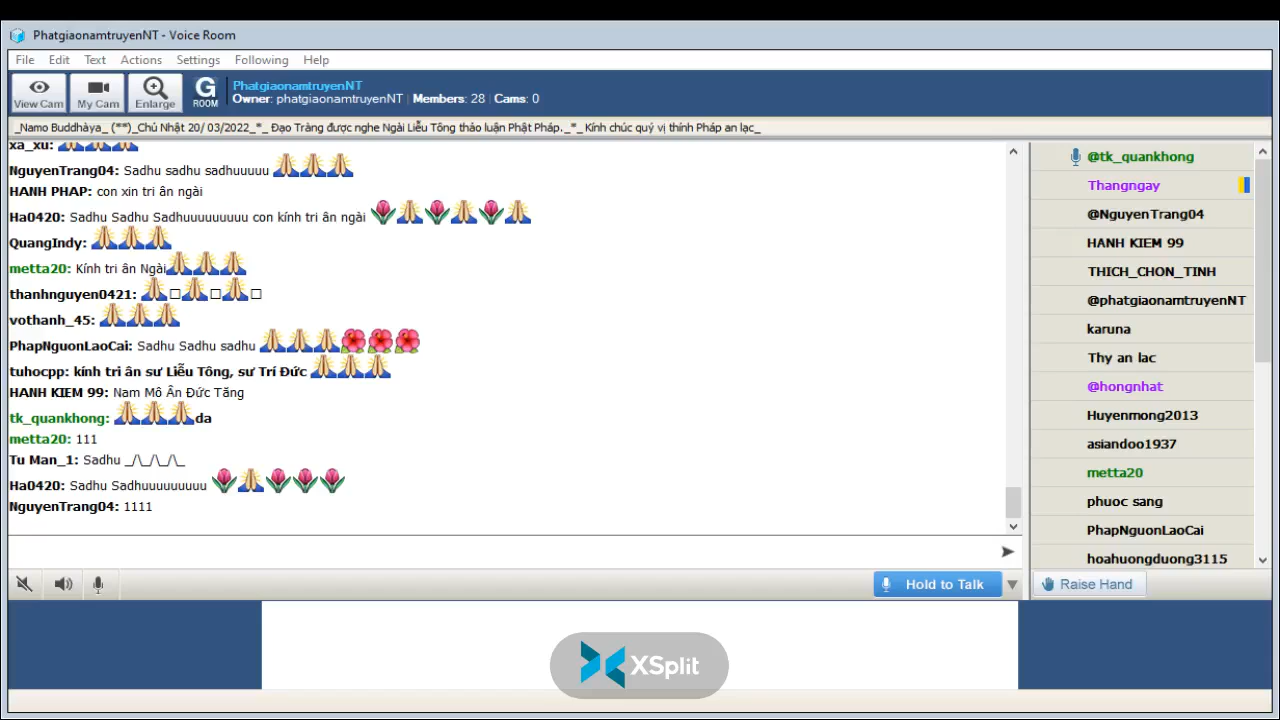 PhatgiaonamtruyenNT - Voice Room
File Edit Text Actions Settings Following Help
View Cam My Cam Enlarge G ROOM
PhatgiaonamtruyenNT
Owner: phatgiaonamtruyenNT | Members: 28 | Cams: 0
_Namo Buddhàya_ (**)_Chủ Nhật 20/ 03/2022_*_ Đạo Tràng được nghe Ngài Liễu Tông thảo luận Phật Pháp._*_ Kính chúc quý vị thính Pháp an lạc_
xa_xu:
NguyenTrang04: Sadhu sadhu sadhuuuuu
HANH PHAP: con xin tri ân ngài
Ha0420: Sadhu Sadhu Sadhuuuuuuuuu con kính tri ân ngài
QuangIndy:
metta20: Kính tri ân Ngài
thanhnguyen0421:
vothanh_45:
PhapNguonLaoCai: Sadhu Sadhu sadhu
tuhocpp: kính tri ân sư Liễu Tông, sư Trí Đức
HANH KIEM 99: Nam Mô Ân Đức Tăng
tk_quankhong: da
metta20: 111
Tu Man_1: Sadhu _/\_/\_/\_
Ha0420: Sadhu Sadhuuuuuuuuu
NguyenTrang04: 1111
@tk_quankhong
Thangngay
@NguyenTrang04
HANH KIEM 99
THICH_CHON_TINH
@phatgiaonamtruyenNT
karuna
Thy an lac
@hongnhat
Huyenmong2013
asiandoo1937
metta20
phuoc sang
PhapNguonLaoCai
hoahuongduong3115
Hold to Talk
Raise Hand
XSplit